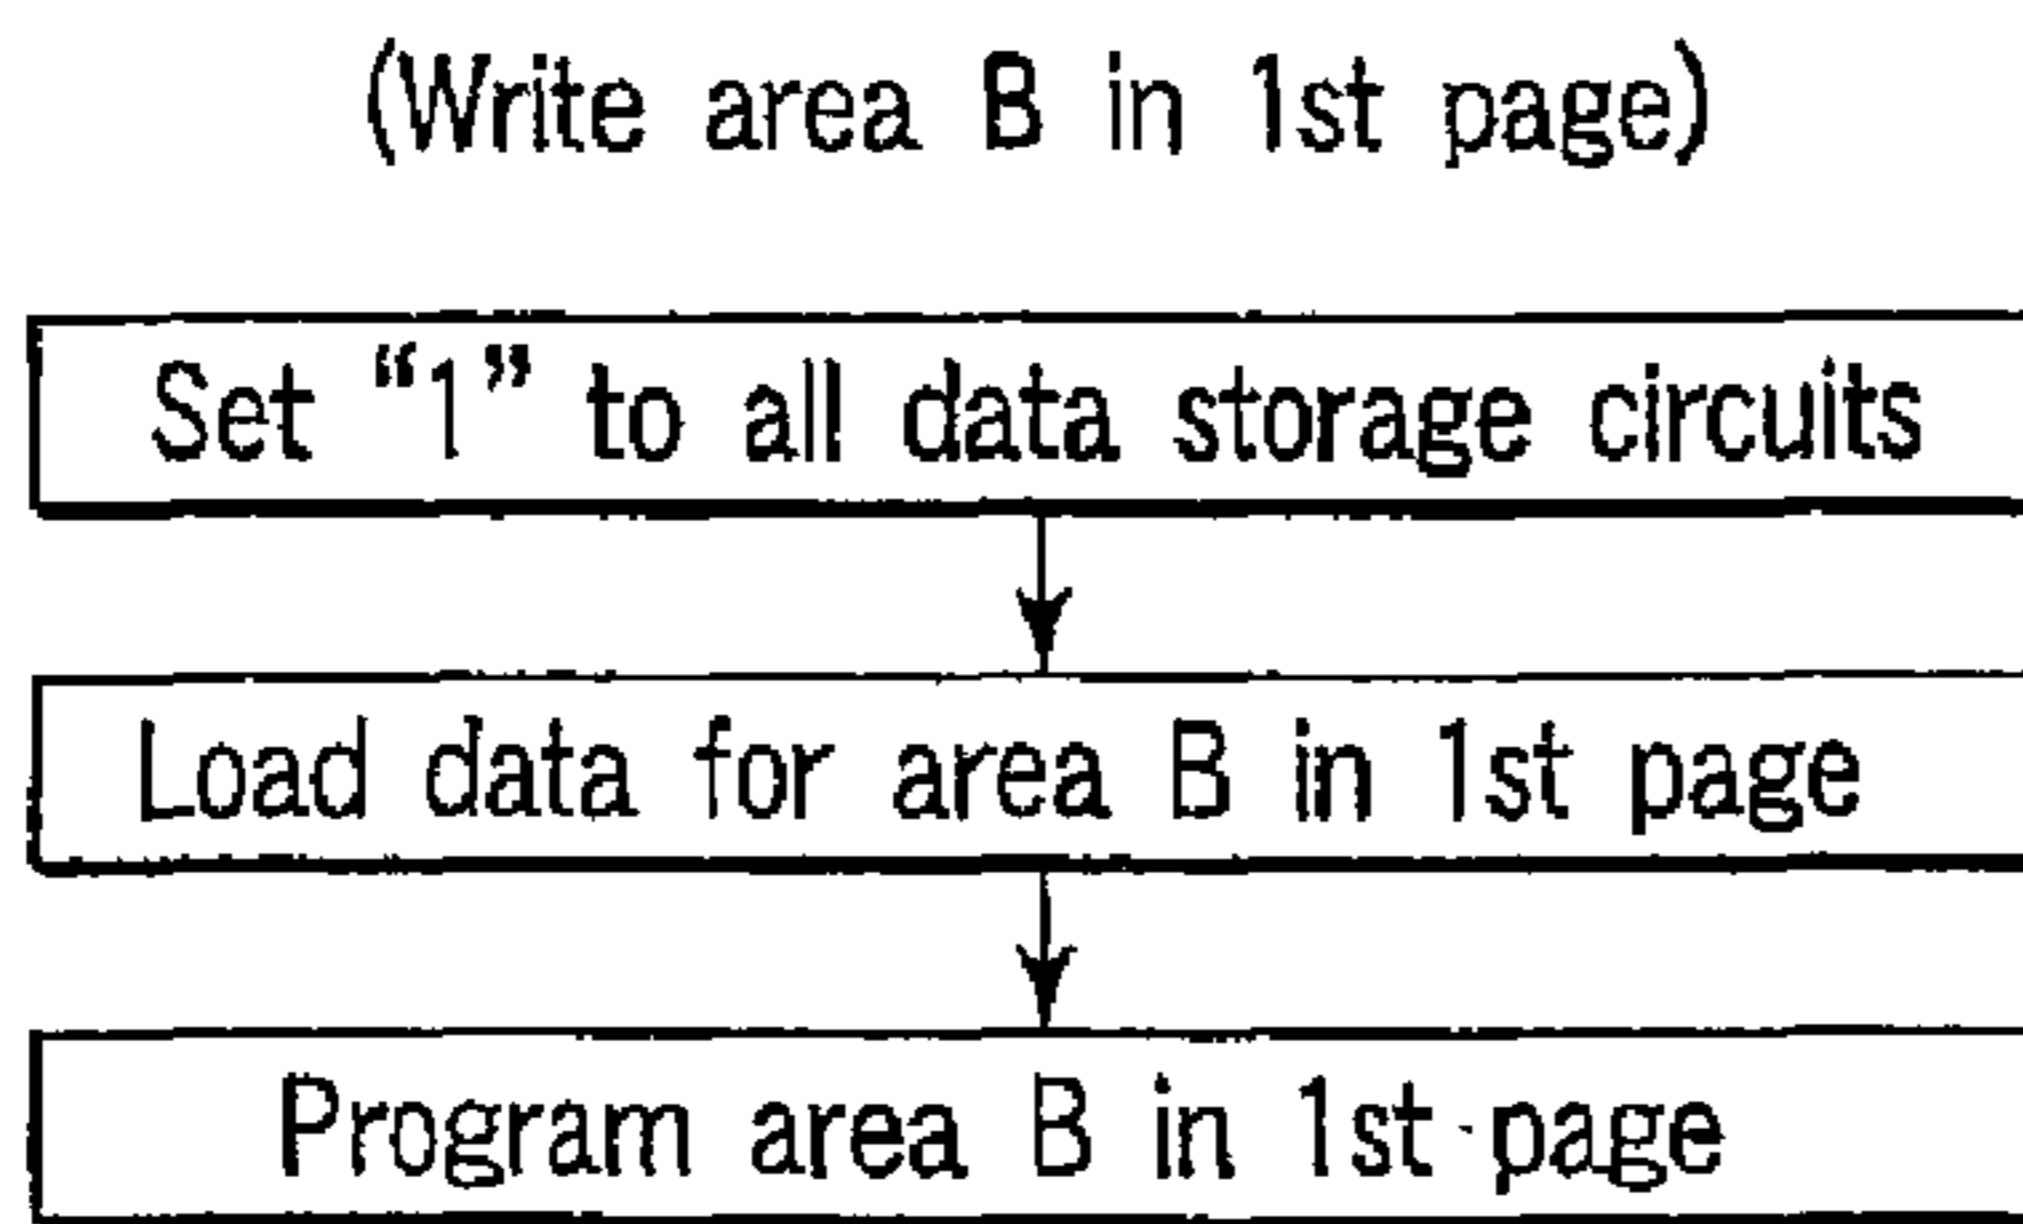 (Write area B in 1st page)
Set “1” to all data storage circuits
Load data for area B in 1st page
Program area B in 1st page